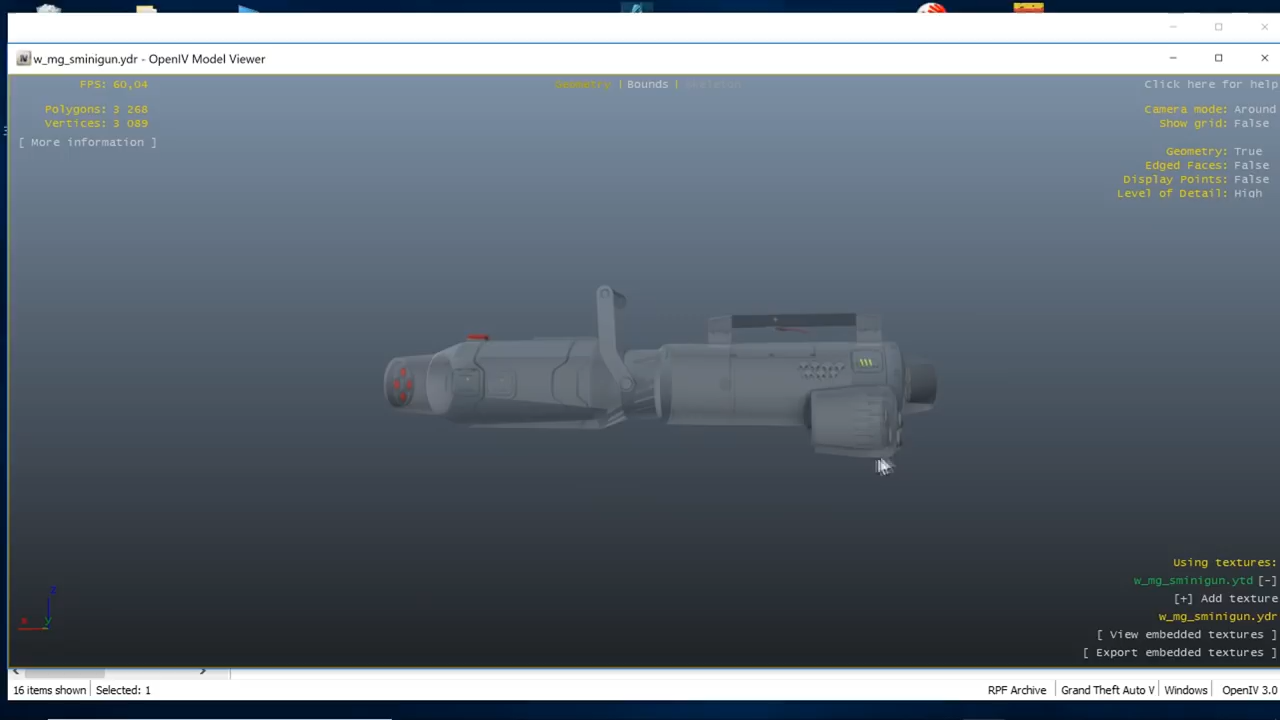 w_mg_sminigun.ydr - OpenIV Model Viewer
FPS: 60,04
Geometry | Bounds | Skeleton
Click here for help
Polygons: 3 268
Vertices: 3 089
[ More information ]
Camera mode: Around
Show grid: False
Geometry: True
Edged Faces: False
Display Points: False
Level of Detail: High
Using textures:
w_mg_sminigun.ytd [-]
[+] Add texture
w_mg_sminigun.ydr
[ View embedded textures ]
[ Export embedded textures ]
z
x
y
16 items shown
Selected: 1
RPF Archive
Grand Theft Auto V
Windows
OpenIV 3.0